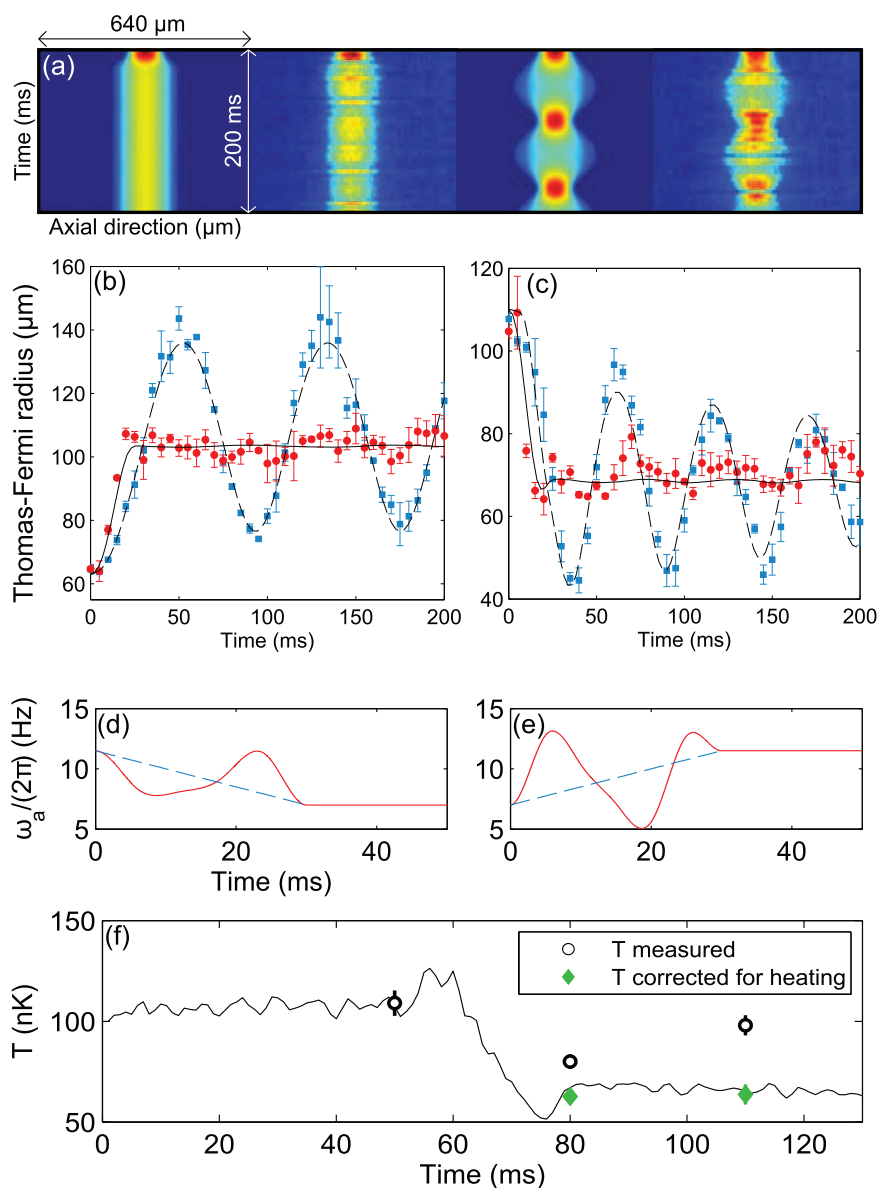 640 µm
(a)
Time (ms)
200 ms
Axial direction (µm)
Thomas-Fermi radius (µm)
(b)
160
140
120
100
80
60
0 50 100 150 200
Time (ms)
(c)
120
100
80
60
40
0 50 100 150 200
Time (ms)
ωa/(2π) (Hz)
(d)
15
10
5
0 20 40
Time (ms)
(e)
15
10
5
0 20 40
(f)
T (nK)
150
100
50
T measured
T corrected for heating
0 20 40 60 80 100 120
Time (ms)